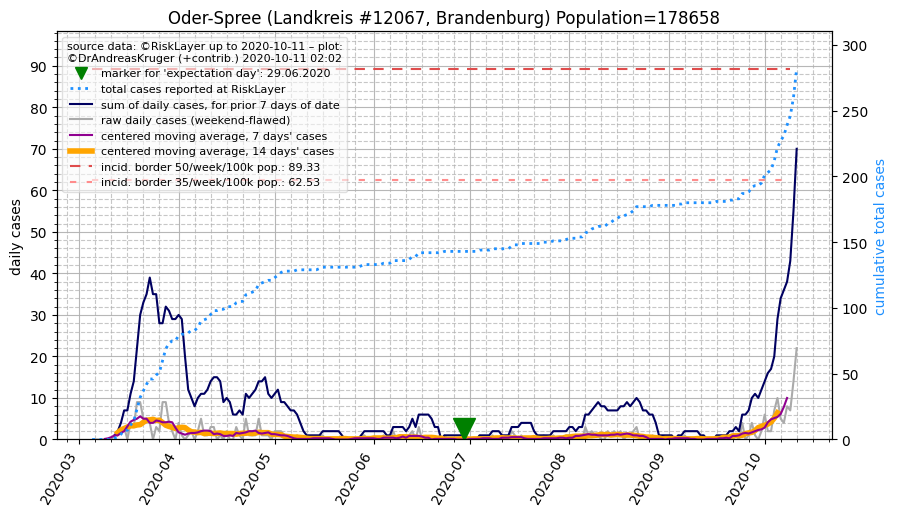 Oder-Spree (Landkreis #12067, Brandenburg) Population=178658
source data: ©RiskLayer up to 2020-10-11 – plot:
©DrAndreasKruger (+contrib.) 2020-10-11 02:02
marker for 'expectation day': 29.06.2020
total cases reported at RiskLayer
sum of daily cases, for prior 7 days of date
raw daily cases (weekend-flawed)
centered moving average, 7 days' cases
centered moving average, 14 days' cases
incid. border 50/week/100k pop.: 89.33
incid. border 35/week/100k pop.: 62.53
daily cases
90
80
70
60
50
40
30
20
10
0
300
250
200
150
100
50
0
cumulative total cases
2020-03
2020-04
2020-05
2020-06
2020-07
2020-08
2020-09
2020-10